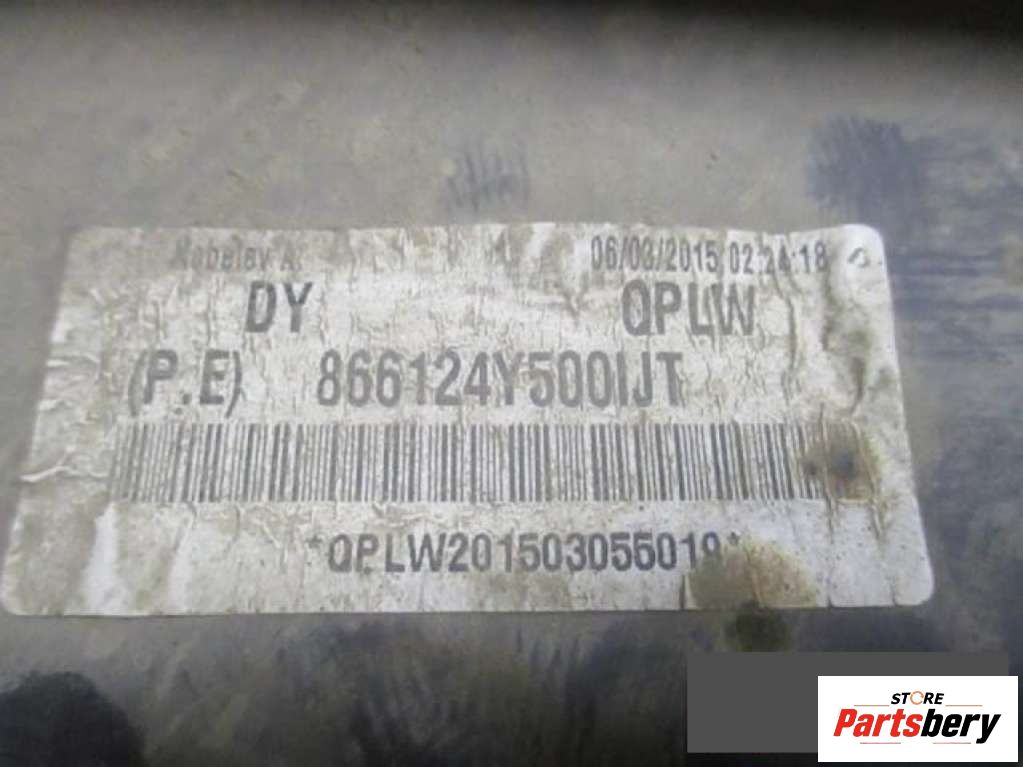 06/03/2015 02:24:18
DY QPLW
(P.E) 866124Y500IJT
*QPLW201503055019*
STORE
Partsbery